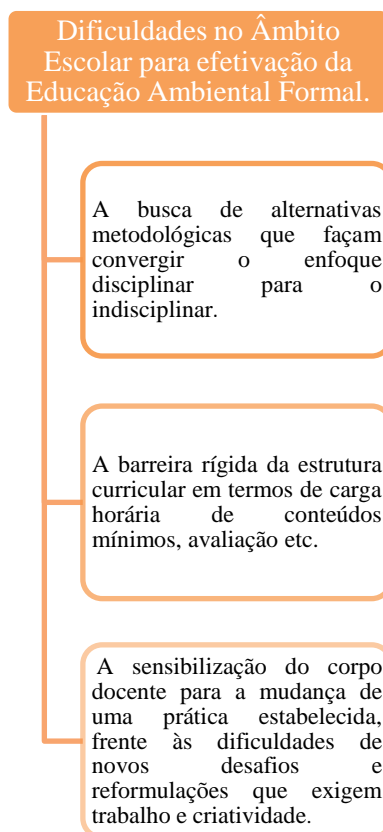 Dificuldades no Âmbito
Escolar para efetivação da
Educação Ambiental Formal.
A busca de alternativas
metodológicas que façam
convergir o enfoque
disciplinar para o
indisciplinar.
A barreira rígida da estrutura
curricular em termos de carga
horária de conteúdos
mínimos, avaliação etc.
A sensibilização do corpo
docente para a mudança de
uma prática estabelecida,
frente às dificuldades de
novos desafios e
reformulações que exigem
trabalho e criatividade.